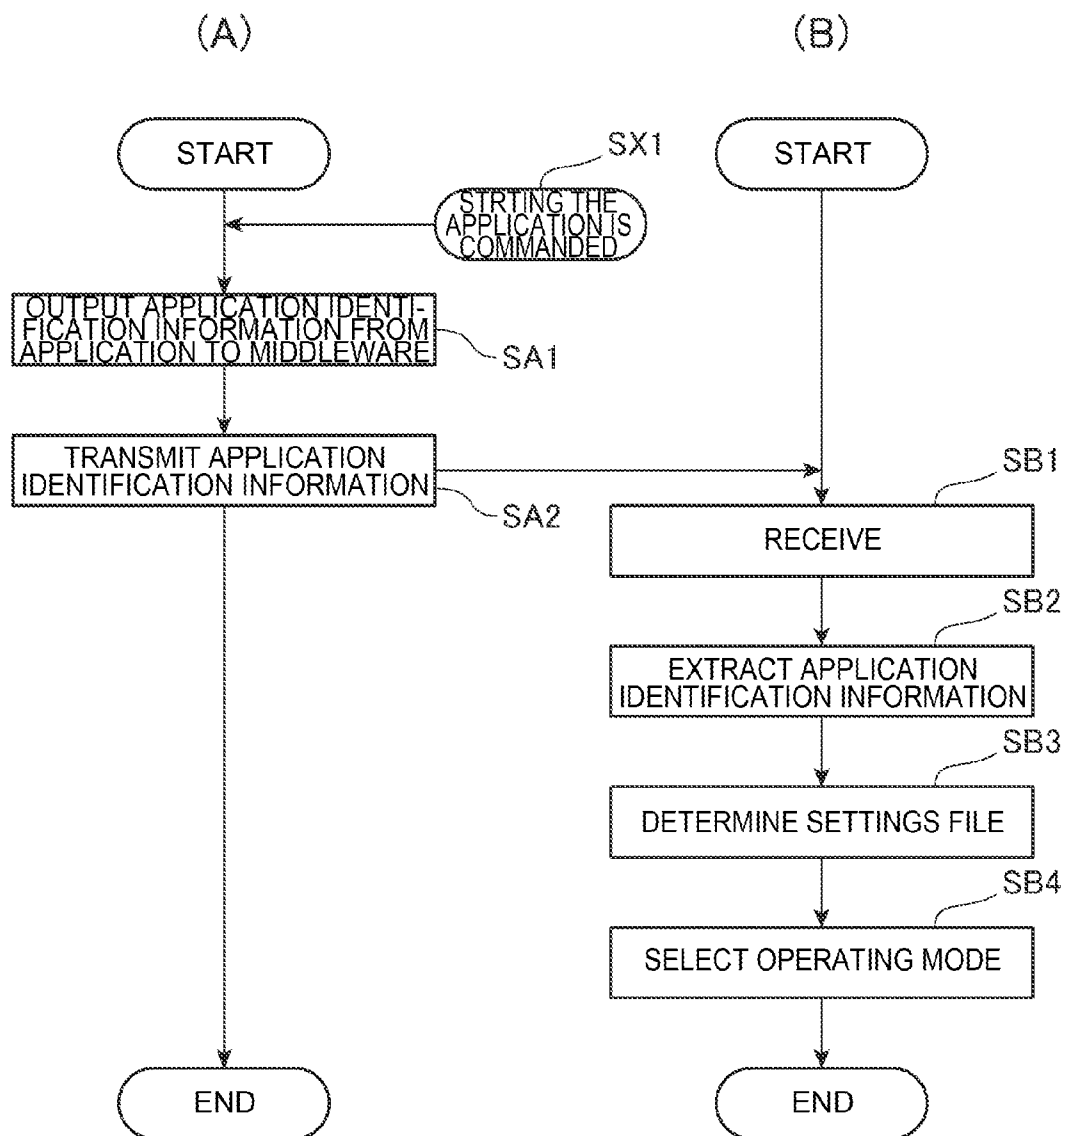 (A)
(B)
START
START
SX1
STRTING THE
APPLICATION IS
COMMANDED
OUTPUT APPLICATION IDENTI-
FICATION INFORMATION FROM
APPLICATION TO MIDDLEWARE
SA1
TRANSMIT APPLICATION
IDENTIFICATION INFORMATION
SA2
SB1
RECEIVE
SB2
EXTRACT APPLICATION
IDENTIFICATION INFORMATION
SB3
DETERMINE SETTINGS FILE
SB4
SELECT OPERATING MODE
END
END